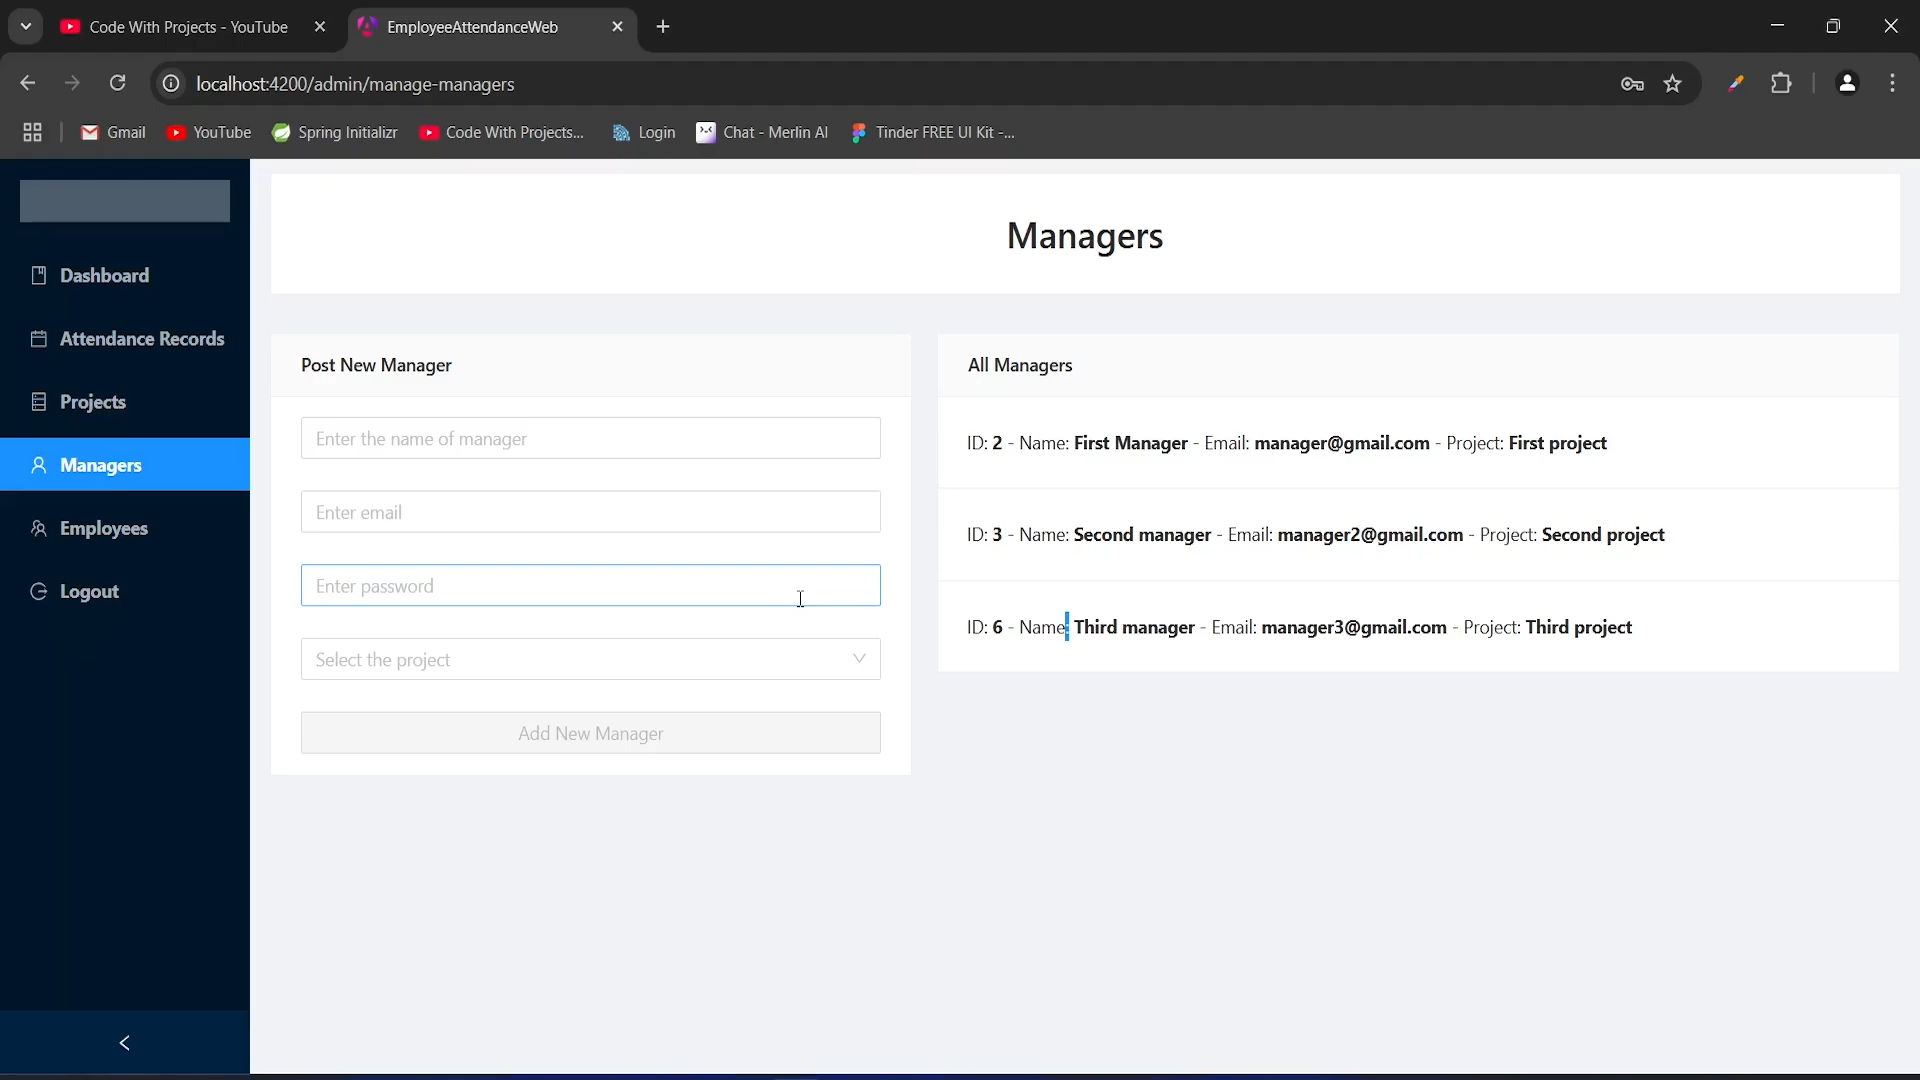 Code With Projects - YouTube
EmployeeAttendanceWeb
localhost:4200/admin/manage-managers
Gmail
YouTube
Spring Initializr
Code With Projects...
Login
Chat - Merlin AI
Tinder FREE UI Kit -...
Dashboard
Attendance Records
Projects
Managers
Employees
Logout
Managers
Post New Manager
Enter the name of manager
Enter email
Enter password
Select the project
Add New Manager
All Managers
ID: 2 - Name: First Manager - Email: manager@gmail.com - Project: First project
ID: 3 - Name: Second manager - Email: manager2@gmail.com - Project: Second project
ID: 6 - Name: Third manager - Email: manager3@gmail.com - Project: Third project